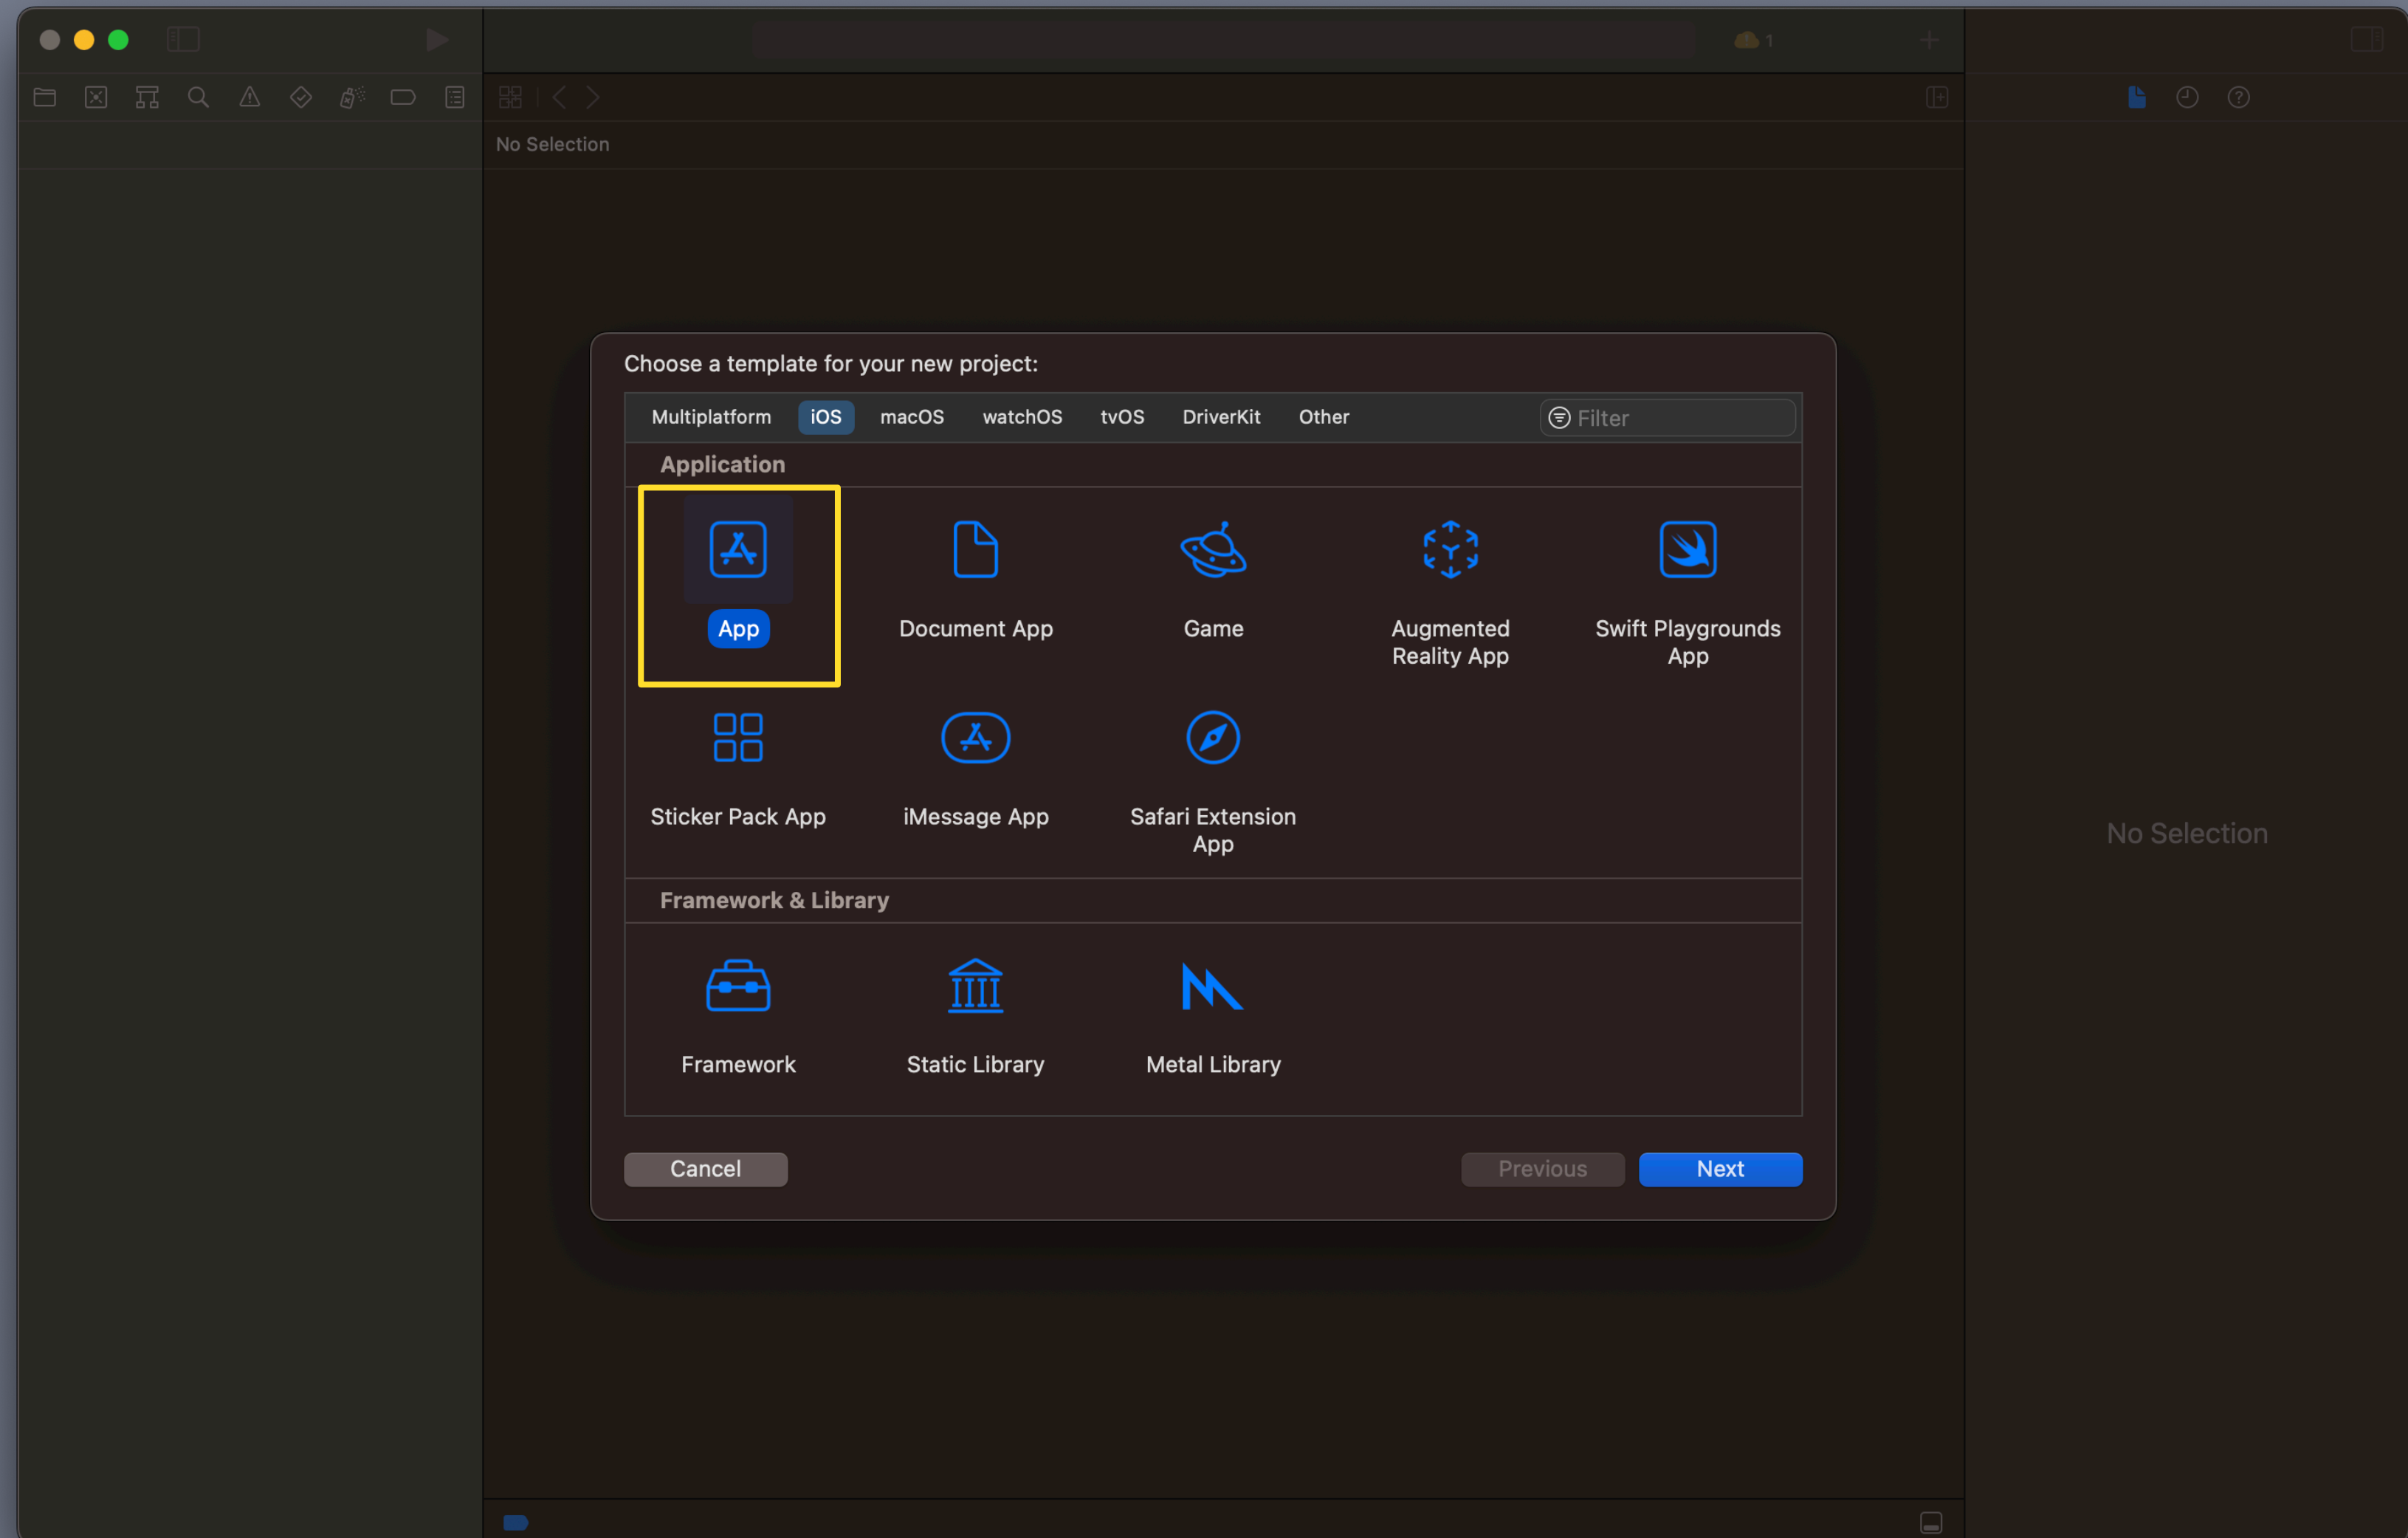 1
No Selection
Choose a template for your new project:
Multiplatform iOS macOS watchOS tvOS DriverKit Other Filter
Application
App Document App Game Augmented Reality App Swift Playgrounds App
Sticker Pack App iMessage App Safari Extension App
No Selection
Framework & Library
Framework Static Library Metal Library
Cancel Previous Next